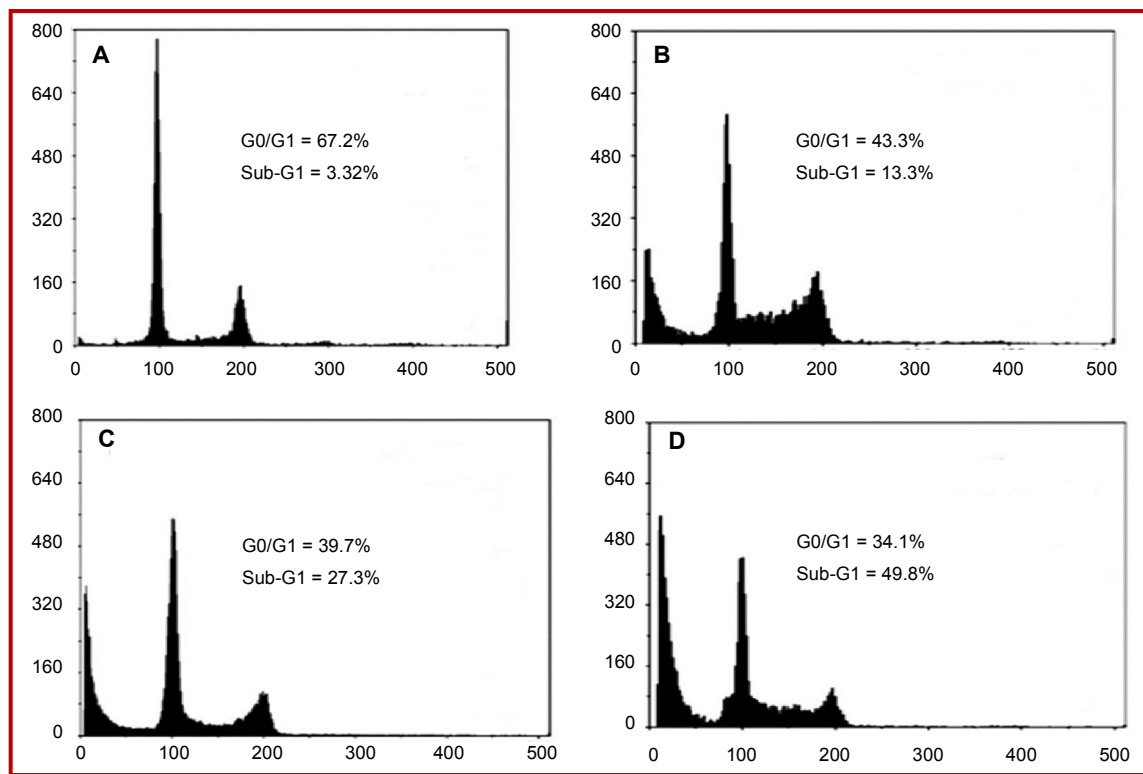 A
800
640
480
320
160
0
G0/G1 = 67.2%
Sub-G1 = 3.32%
0 100 200 300 400 500
B
800
640
480
320
160
0
G0/G1 = 43.3%
Sub-G1 = 13.3%
0 100 200 300 400 500
C
800
640
480
320
160
0
G0/G1 = 39.7%
Sub-G1 = 27.3%
0 100 200 300 400 500
D
800
640
480
320
160
0
G0/G1 = 34.1%
Sub-G1 = 49.8%
0 100 200 300 400 500